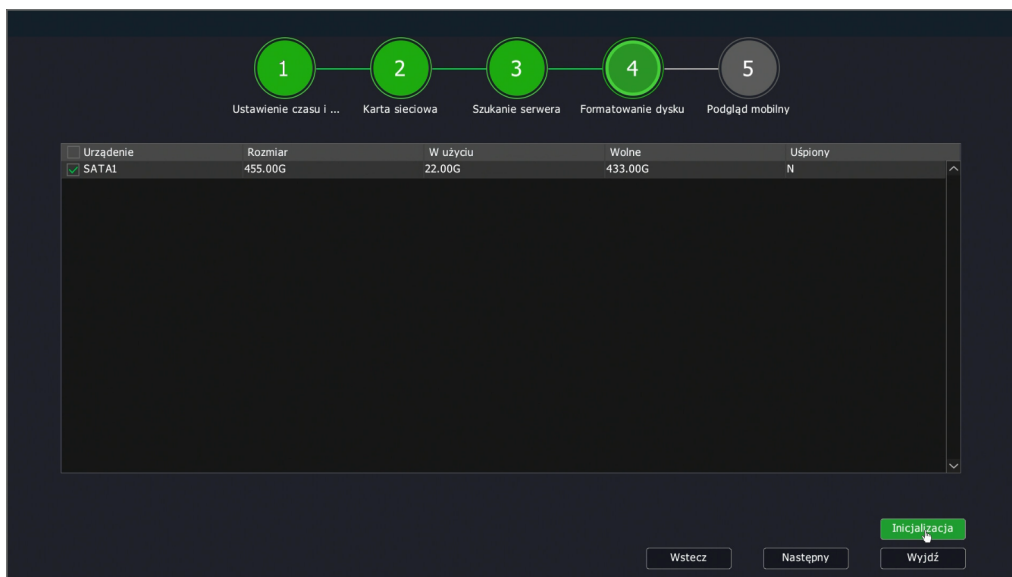 1 2 3 4 5
Ustawienie czasu i ... Karta sieciowa Szukanie serwera Formatowanie dysku Podgląd mobilny
Urządenie Rozmiar W użyciu Wolne Uśpiony
SATA1 455.00G 22.00G 433.00G N
Inicjalizacja
Wstecz Następny Wyjdź